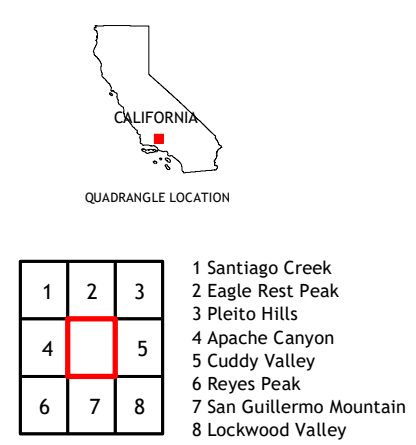 CALIFORNIA
QUADRANGLE LOCATION
1 2 3
4 5
6 7 8
1 Santiago Creek
2 Eagle Rest Peak
3 Pleito Hills
4 Apache Canyon
5 Cuddy Valley
6 Reyes Peak
7 San Guillermo Mountain
8 Lockwood Valley